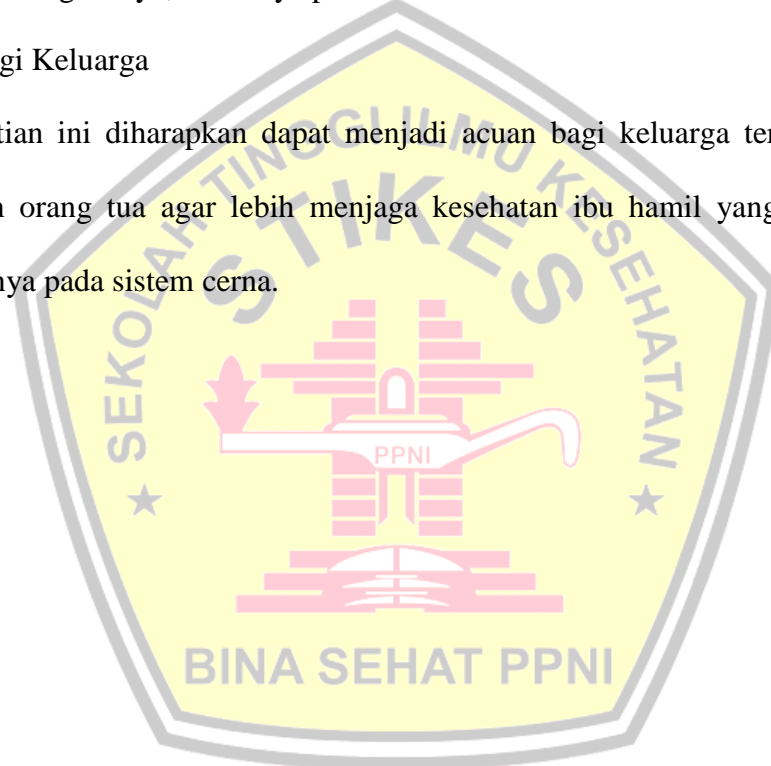 gi Keluarga
tian ini diharapkan dapat menjadi acuan bagi keluarga ter
orang tua agar lebih menjaga kesehatan ibu hamil yang
nya pada sistem cerna.
SEKOLAH TINGGI ILMU KESEHATAN
STIKES
PPNI
BINA SEHAT PPNI